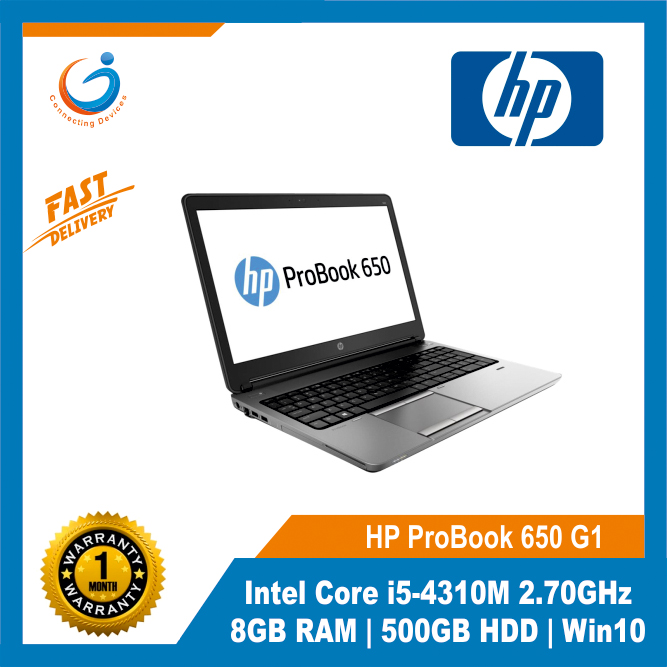 Connecting Devices
hp
FAST
DELIVERY
hp ProBook 650
hp
WARRANTY
1
MONTH
WARRANTY
HP ProBook 650 G1
Intel Core i5-4310M 2.70GHz
8GB RAM | 500GB HDD | Win10